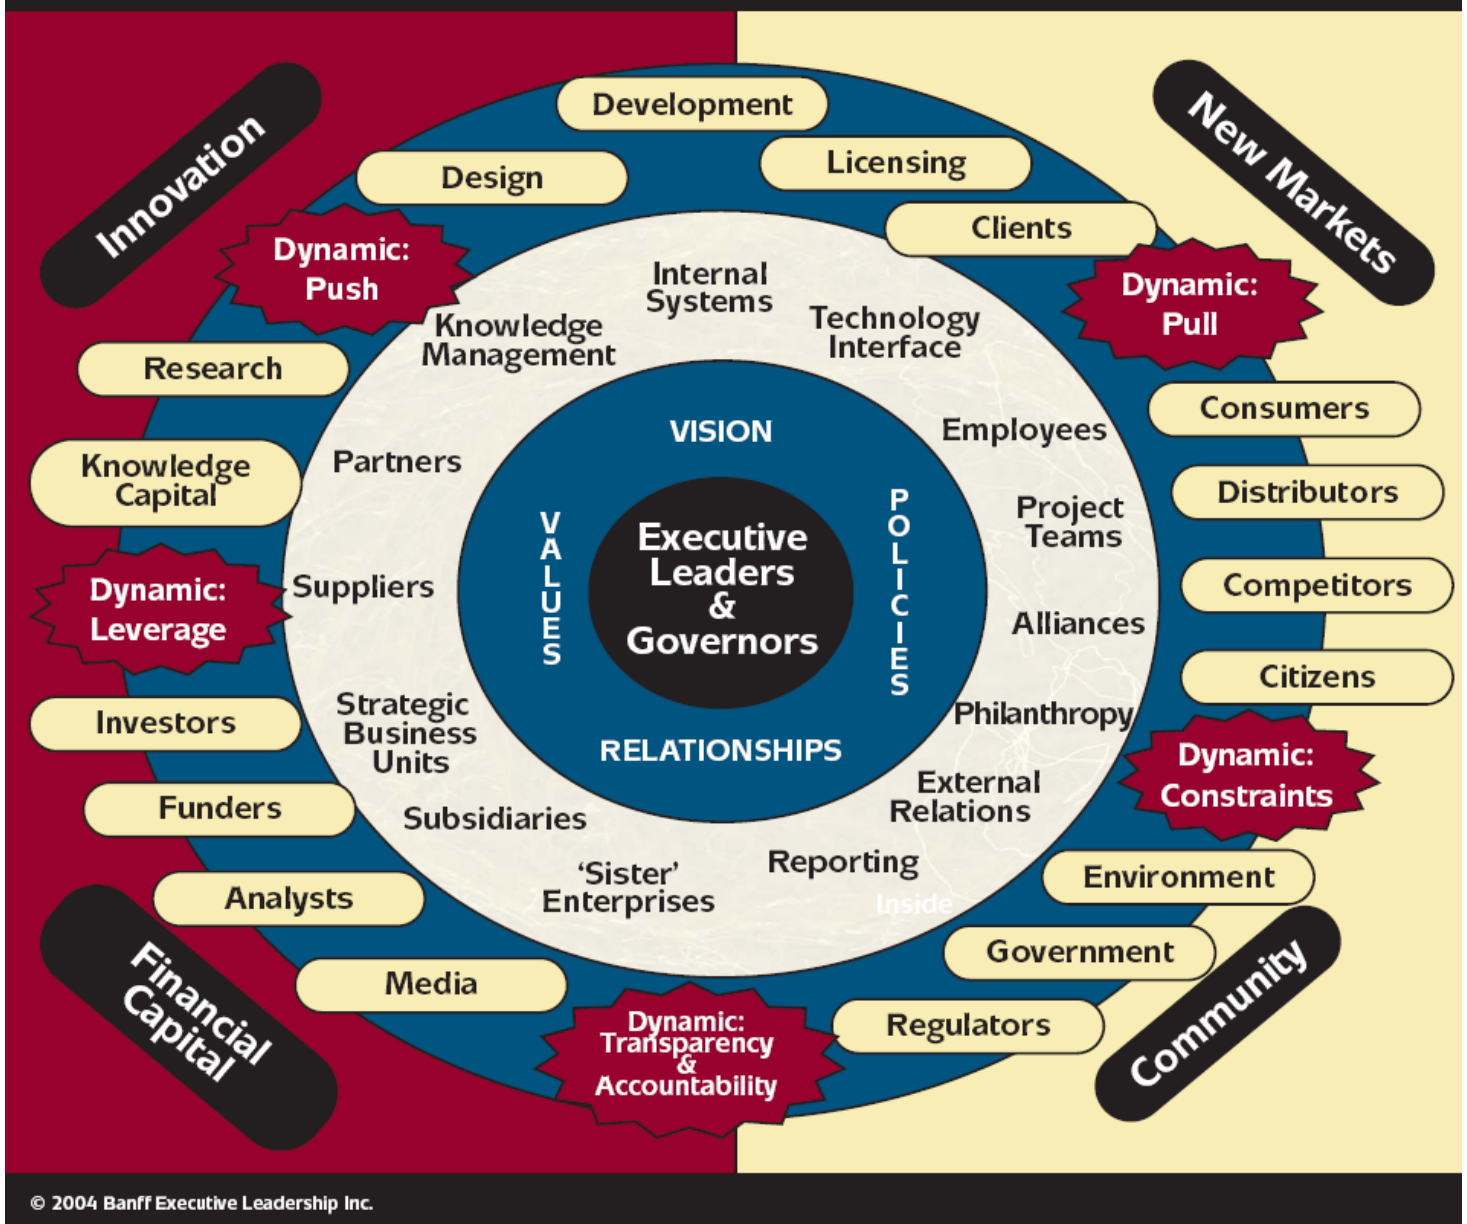 Innovation
New Markets
Development
Licensing
Design
Clients
Dynamic:
Push
Dynamic:
Pull
Internal
Systems
Knowledge
Management
Technology
Interface
Research
Consumers
Knowledge
Capital
Partners
VISION
Employees
Distributors
VALUES
Executive
Leaders
&
Governors
POLICIES
Project
Teams
Dynamic:
Leverage
Suppliers
Alliances
Competitors
Citizens
Investors
Strategic
Business
Units
RELATIONSHIPS
Philanthropy
Dynamic:
Constraints
Funders
Subsidiaries
External
Relations
Analysts
'Sister'
Enterprises
Reporting
Inside
Environment
Financial
Capital
Media
Government
Community
Dynamic:
Transparency
&
Accountability
Regulators
© 2004 Banff Executive Leadership Inc.